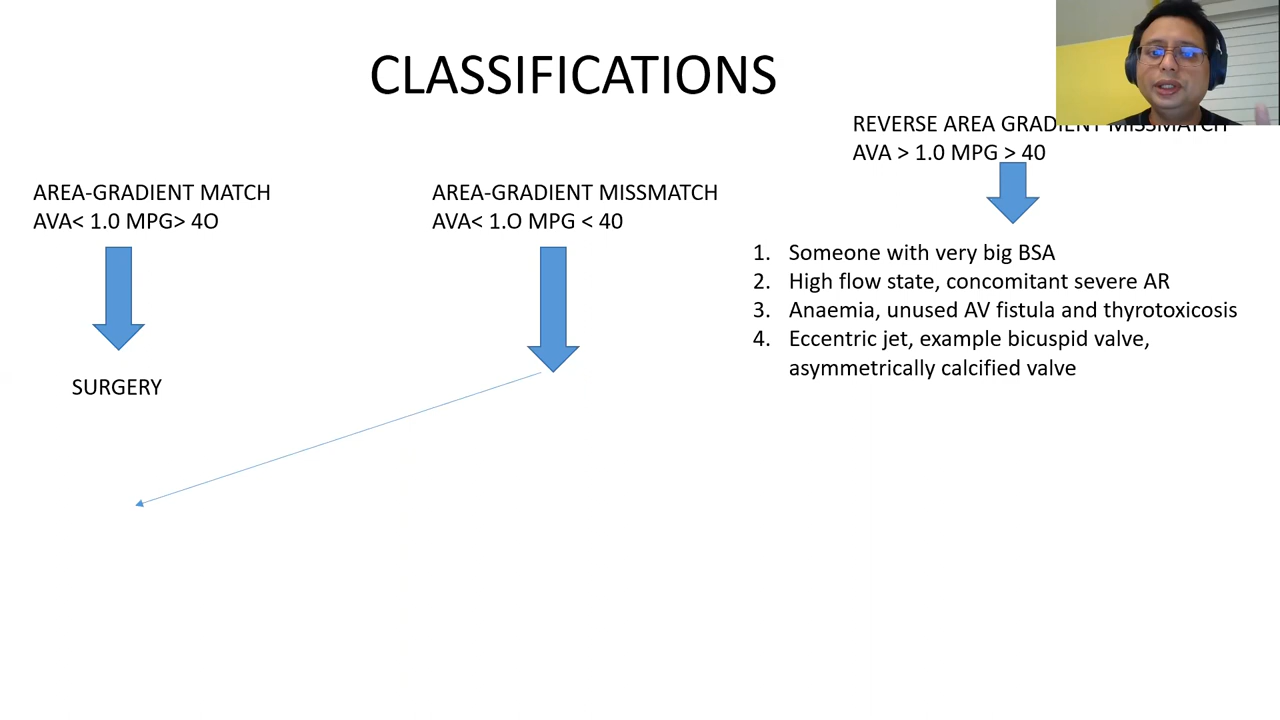 CLASSIFICATIONS
REVERSE AREA GRADIENT MISSMATCH
AVA > 1.0 MPG > 40
AREA-GRADIENT MATCH
AVA< 1.0 MPG> 4O
AREA-GRADIENT MISSMATCH
AVA< 1.O MPG < 40
1. Someone with very big BSA
2. High flow state, concomitant severe AR
3. Anaemia, unused AV fistula and thyrotoxicosis
4. Eccentric jet, example bicuspid valve,
asymmetrically calcified valve
SURGERY